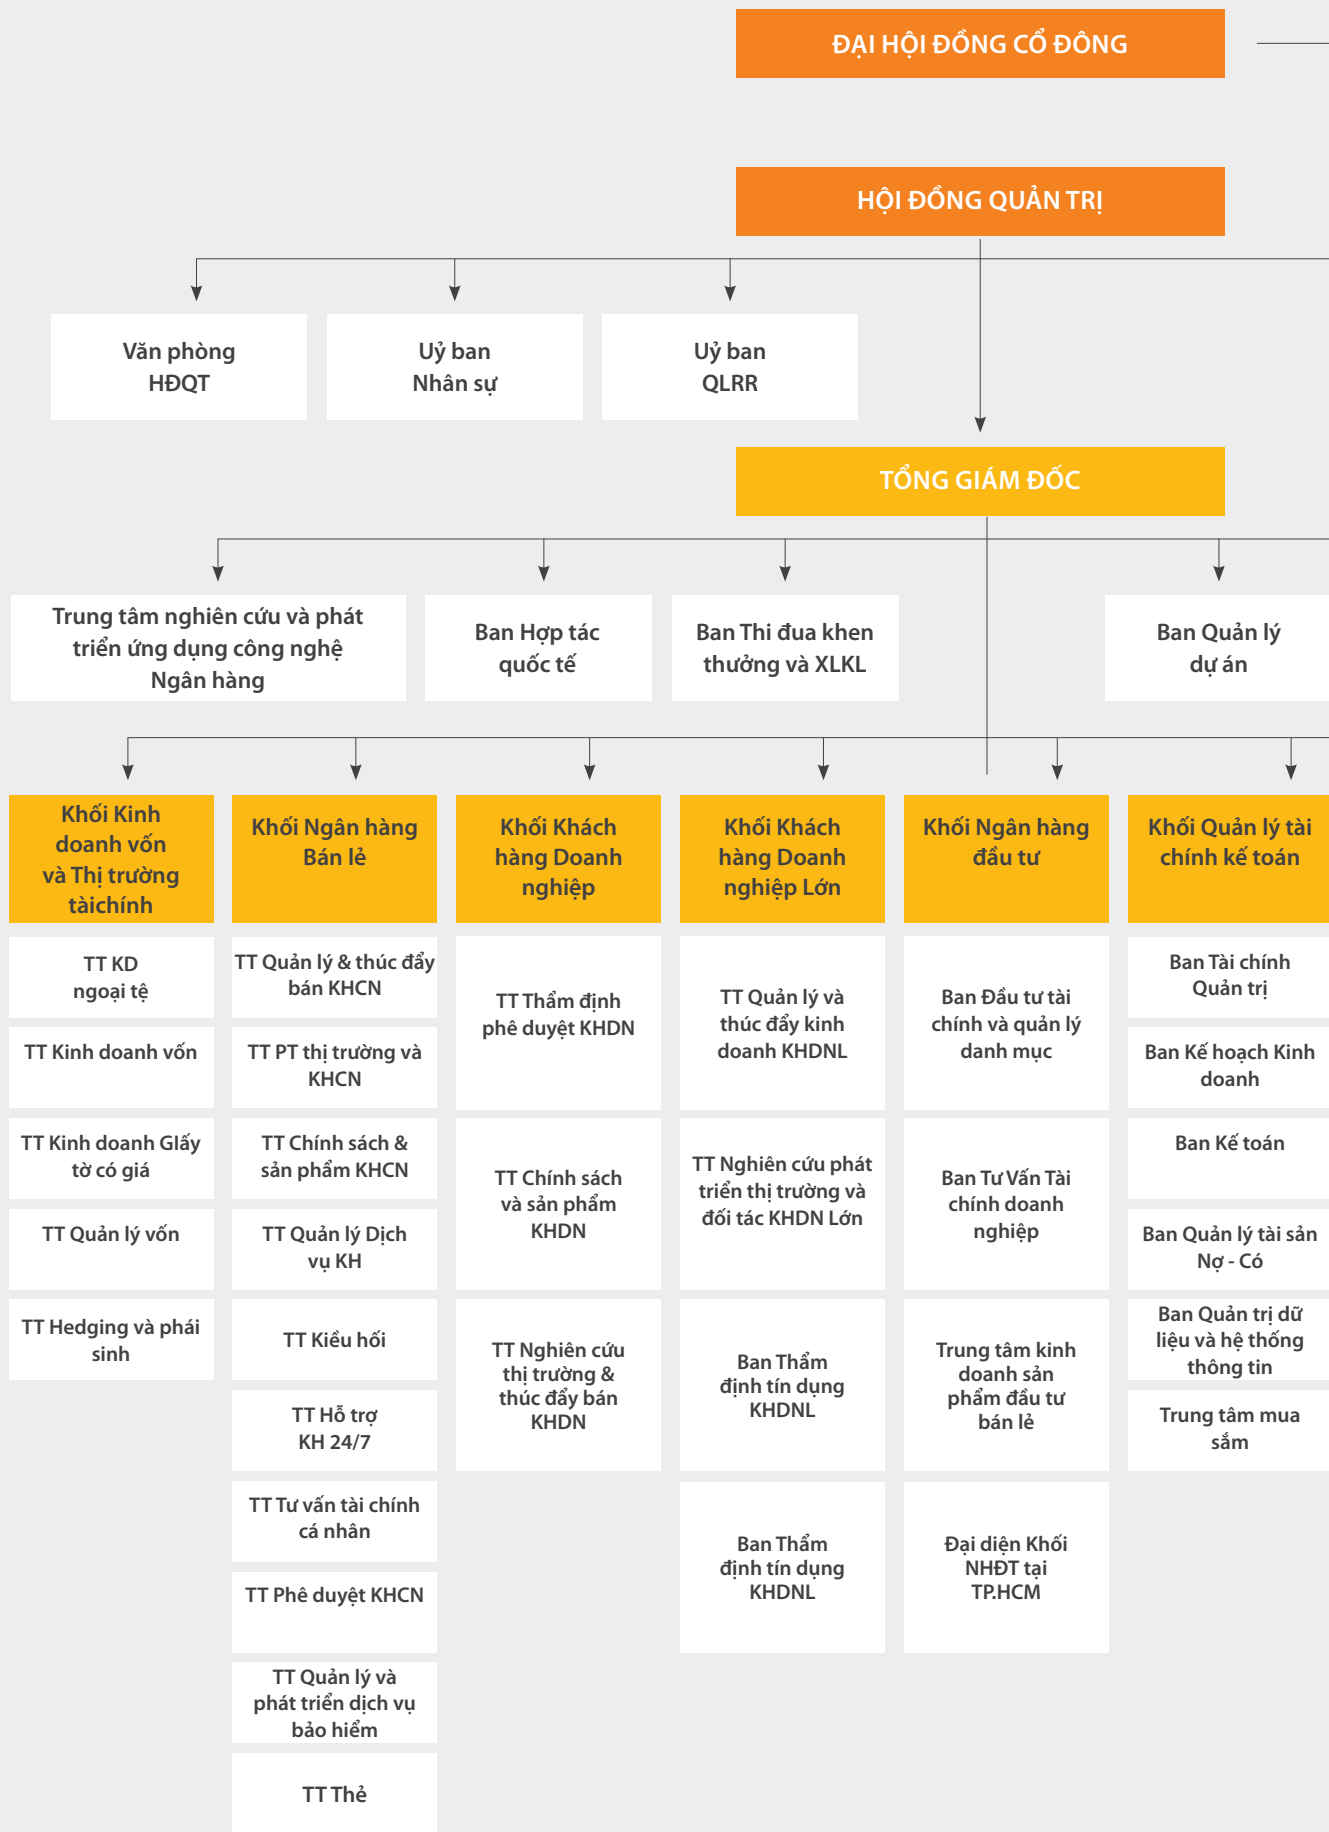 ĐẠI HỘI ĐỒNG CỔ ĐÔNG
HỘI ĐỒNG QUẢN TRỊ
Văn phòng
HĐQT
Uỷ ban
Nhân sự
Uỷ ban
QLRR
TỔNG GIÁM ĐỐC
Trung tâm nghiên cứu và phát
triển ứng dụng công nghệ
Ngân hàng
Ban Hợp tác
quốc tế
Ban Thi đua khen
thưởng và XLKL
Ban Quản lý
dự án
Khối Kinh
doanh vốn
và Thị trường
tàichính
TT KD
ngoại tệ
TT Kinh doanh vốn
TT Kinh doanh GIấy
tờ có giá
TT Quản lý vốn
TT Hedging và phái
sinh
Khối Ngân hàng
Bán lẻ
TT Quản lý & thúc đẩy
bán KHCN
TT PT thị trường và
KHCN
TT Chính sách &
sản phẩm KHCN
TT Quản lý Dịch
vụ KH
TT Kiều hối
TT Hỗ trợ
KH 24/7
TT Tư vấn tài chính
cá nhân
TT Phê duyệt KHCN
TT Quản lý và
phát triển dịch vụ
bảo hiểm
TT Thẻ
Khối Khách
hàng Doanh
nghiệp
TT Thẩm định
phê duyệt KHDN
TT Chính sách
và sản phẩm
KHDN
TT Nghiên cứu
thị trường &
thúc đẩy bán
KHDN
Khối Khách
hàng Doanh
nghiệp Lớn
TT Quản lý và
thúc đẩy kinh
doanh KHDNL
TT Nghiên cứu phát
triển thị trường và
đối tác KHDN Lớn
Ban Thẩm
định tín dụng
KHDNL
Ban Thẩm
định tín dụng
KHDNL
Khối Ngân hàng
đầu tư
Ban Đầu tư tài
chính và quản lý
danh mục
Ban Tư Vấn Tài
chính doanh
nghiệp
Trung tâm kinh
doanh sản
phẩm đầu tư
bán lẻ
Đại diện Khối
NHĐT tại
TP.HCM
Khối Quản lý tài
chính kế toán
Ban Tài chính
Quản trị
Ban Kế hoạch Kinh
doanh
Ban Kế toán
Ban Quản lý tài sản
Nợ - Có
Ban Quản trị dữ
liệu và hệ thống
thông tin
Trung tâm mua
sắm